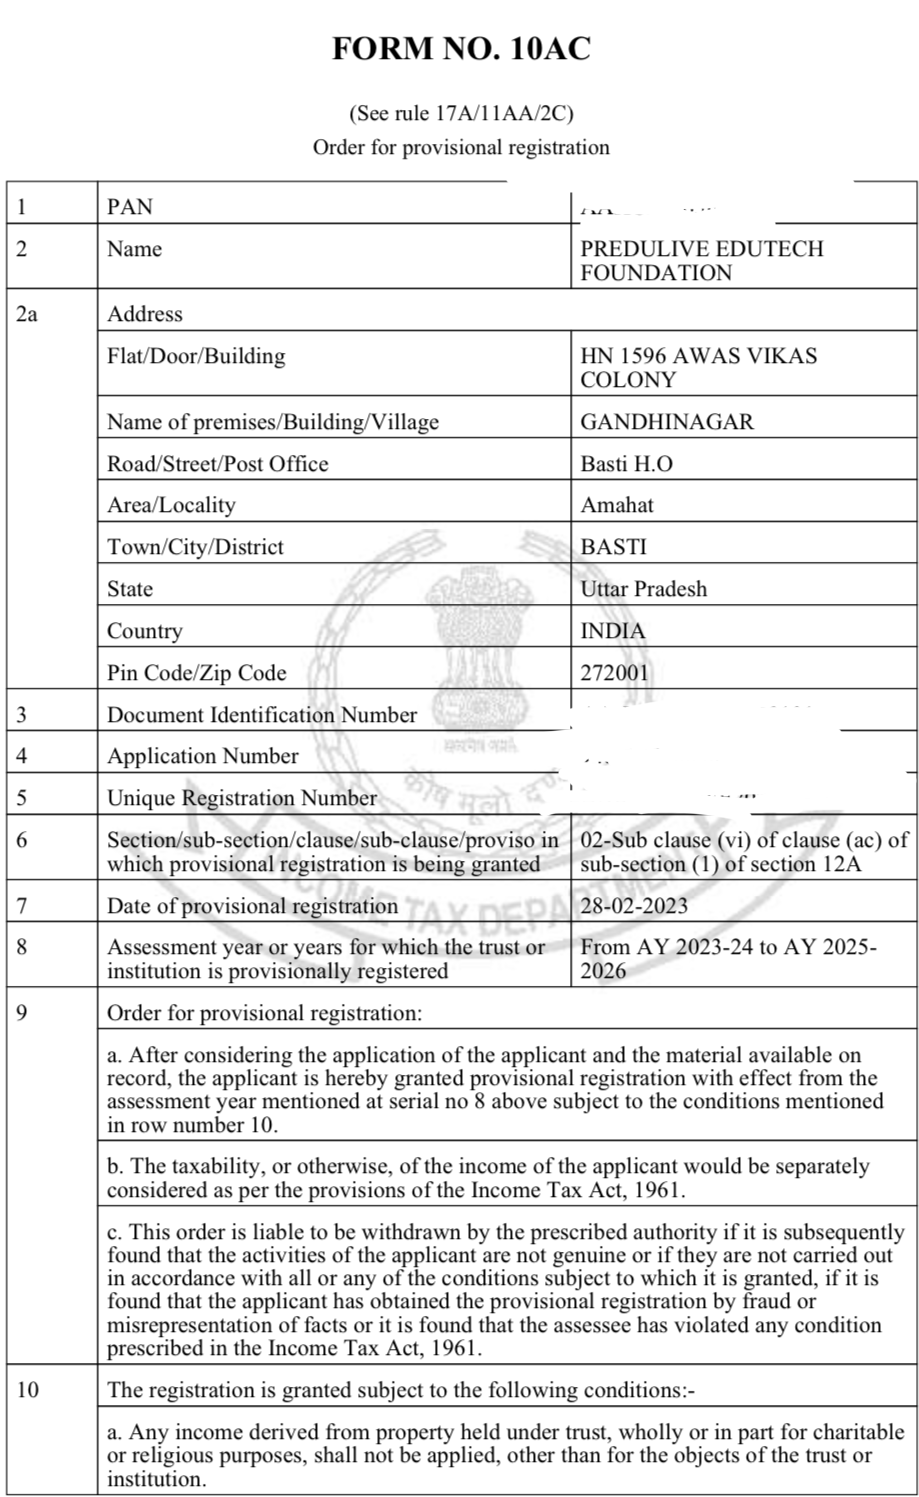 FORM NO. 10AC
(See rule 17A/11AA/2C)
Order for provisional registration
1 PAN
2 Name PREDULIVE EDUTECH
FOUNDATION
2a Address
Flat/Door/Building HN 1596 AWAS VIKAS
COLONY
Name of premises/Building/Village GANDHINAGAR
Road/Street/Post Office Basti H.O
Area/Locality Amahat
Town/City/District BASTI
State Uttar Pradesh
Country INDIA
Pin Code/Zip Code 272001
3 Document Identification Number
4 Application Number
सत्यमेव जयते
5 Unique Registration Number
कोष मूलो दण्ड
6 Section/sub-section/clause/sub-clause/proviso in 02-Sub clause (vi) of clause (ac) of
which provisional registration is being granted sub-section (1) of section 12A
INCOME TAX DEPARTMENT
7 Date of provisional registration 28-02-2023
8 Assessment year or years for which the trust or From AY 2023-24 to AY 2025-
institution is provisionally registered 2026
9 Order for provisional registration:
a. After considering the application of the applicant and the material available on
record, the applicant is hereby granted provisional registration with effect from the
assessment year mentioned at serial no 8 above subject to the conditions mentioned
in row number 10.
b. The taxability, or otherwise, of the income of the applicant would be separately
considered as per the provisions of the Income Tax Act, 1961.
c. This order is liable to be withdrawn by the prescribed authority if it is subsequently
found that the activities of the applicant are not genuine or if they are not carried out
in accordance with all or any of the conditions subject to which it is granted, if it is
found that the applicant has obtained the provisional registration by fraud or
misrepresentation of facts or it is found that the assessee has violated any condition
prescribed in the Income Tax Act, 1961.
10 The registration is granted subject to the following conditions:-
a. Any income derived from property held under trust, wholly or in part for charitable
or religious purposes, shall not be applied, other than for the objects of the trust or
institution.